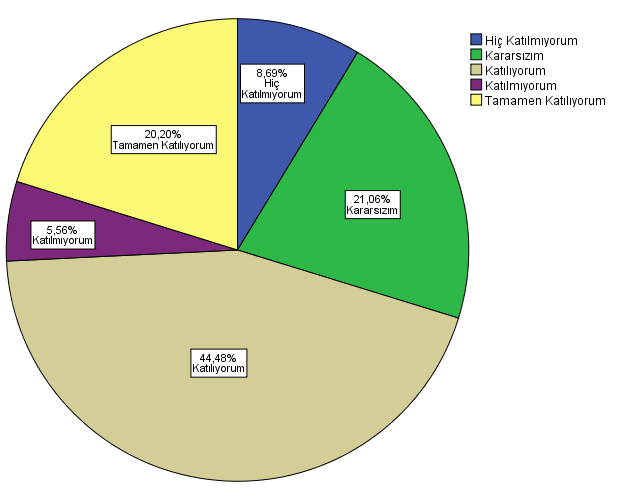 8,69%
Hiç
Katılmıyorum
21,06%
Kararsızım
44,48%
Katılıyorum
5,56%
Katılmıyorum
20,20%
Tamamen Katılıyorum
Hiç Katılmıyorum
Kararsızım
Katılıyorum
Katılmıyorum
Tamamen Katılıyorum